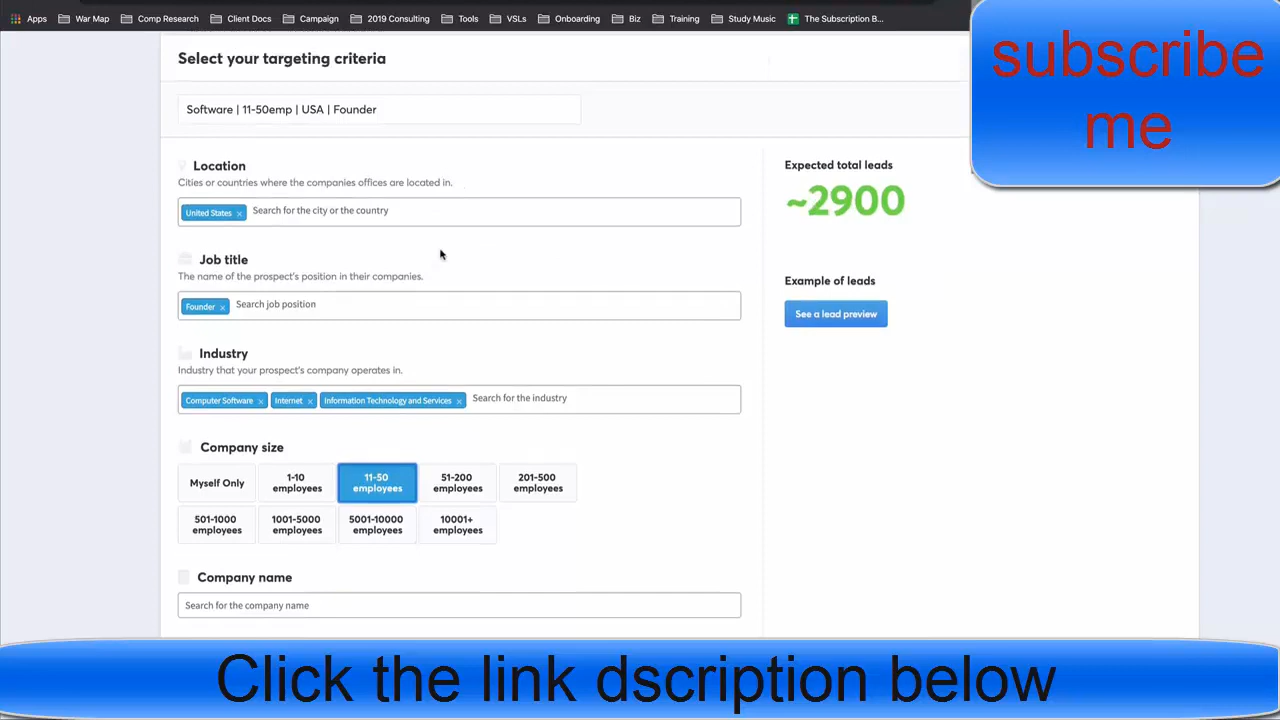 Apps War Map Comp Research Client Docs Campaign 2019 Consulting Tools VSLs Onboarding Biz Training Study Music The Subscription B...
subscribe
me
Select your targeting criteria
Software | 11-50emp | USA | Founder
Location
Cities or countries where the companies offices are located in.
United States × Search for the city or the country
Job title
The name of the prospect's position in their companies.
Founder × Search job position
Industry
Industry that your prospect's company operates in.
Computer Software × Internet × Information Technology and Services × Search for the industry
Company size
Myself Only
1-10
employees
11-50
employees
51-200
employees
201-500
employees
501-1000
employees
1001-5000
employees
5001-10000
employees
10001+
employees
Company name
Search for the company name
Expected total leads
~2900
Example of leads
See a lead preview
Click the link dscription below